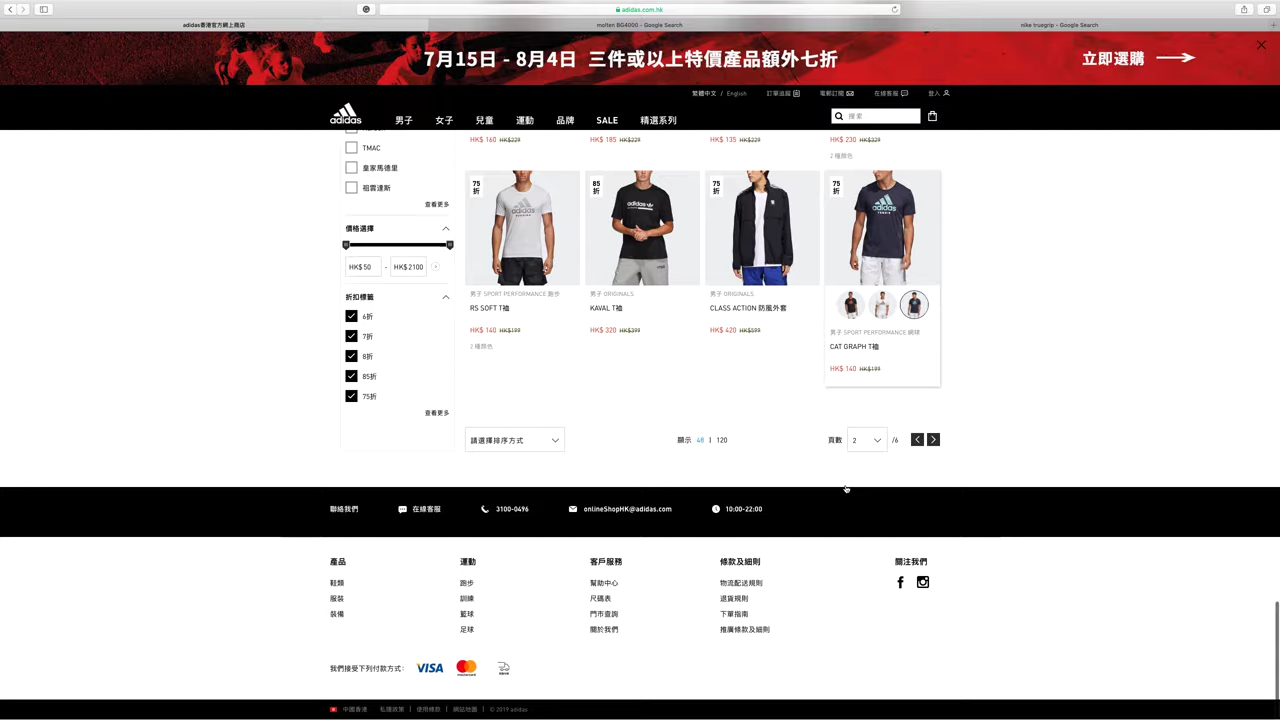 adidas.com.hk
adidas香港官方網上商店
molten BG4000 - Google Search
nike truegrip - Google Search
7月15日 - 8月4日 三件或以上特價產品額外七折
立即選購
繁體中文 / English
訂單追蹤
電郵訂閱
在線客服
登入
adidas
男子
女子
兒童
運動
品牌
SALE
精選系列
搜索
TMAC
皇家馬德里
祖雲達斯
查看更多
價格選擇
HK$ 50 - HK$ 2100
折扣標籤
6折
7折
8折
85折
75折
查看更多
HK$ 160 HK$229
HK$ 185 HK$229
HK$ 135 HK$229
HK$ 230 HK$329
2 種顏色
75折
85折
75折
75折
男子 SPORT PERFORMANCE 跑步
RS SOFT T裇
HK$ 140 HK$199
2 種顏色
男子 ORIGINALS
KAVAL T裇
HK$ 320 HK$399
男子 ORIGINALS
CLASS ACTION 防風外套
HK$ 420 HK$599
男子 SPORT PERFORMANCE 網球
CAT GRAPH T裇
HK$ 140 HK$199
請選擇排序方式
顯示 48 | 120
頁數 2 /6
聯絡我們
在線客服
3100-0496
onlineShopHK@adidas.com
10:00-22:00
產品
鞋類
服裝
裝備
運動
跑步
訓練
籃球
足球
客戶服務
幫助中心
尺碼表
門市查詢
關於我們
條款及細則
物流配送規則
退貨規則
下單指南
推廣條款及細則
關注我們
我們接受下列付款方式:
VISA
mastercard
中國香港
私隱政策 | 使用條款 | 網站地圖 | © 2019 adidas